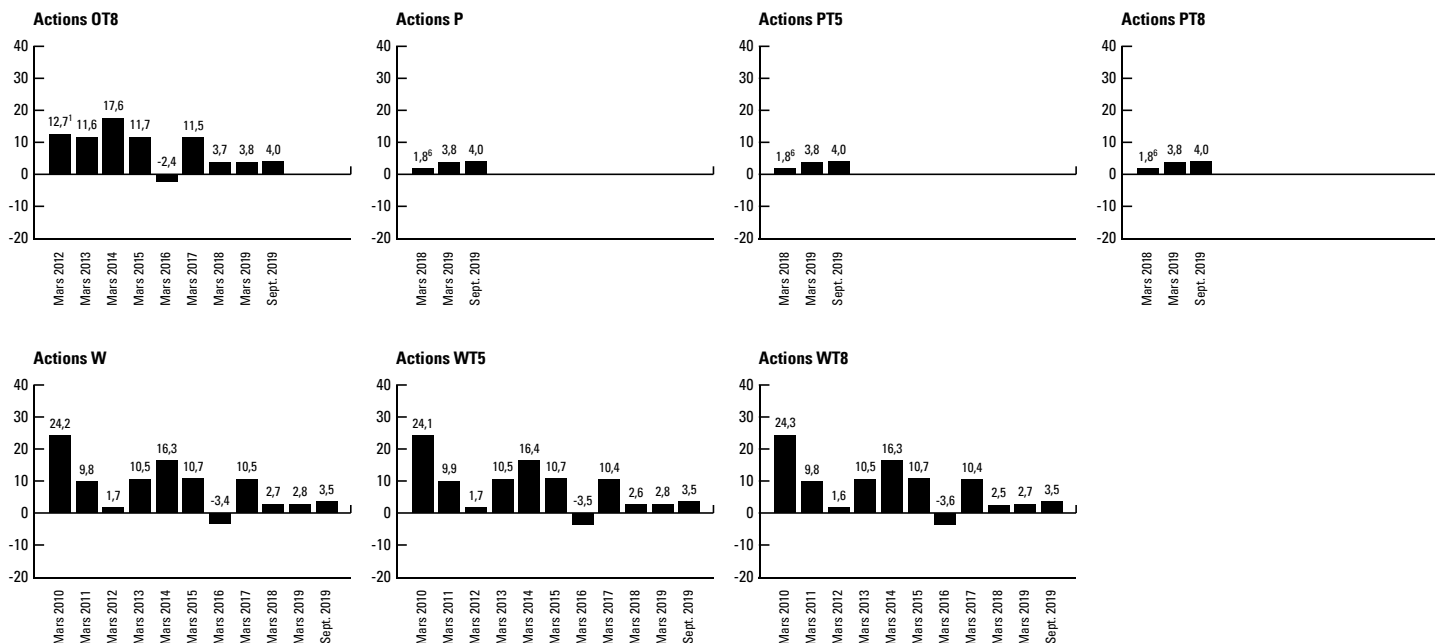 Actions OT8
40
30
20
10
0
-10
-20
12,7¹
11,6
17,6
11,7
-2,4
11,5
3,7
3,8
4,0
Mars 2012
Mars 2013
Mars 2014
Mars 2015
Mars 2016
Mars 2017
Mars 2018
Mars 2019
Sept. 2019
Actions P
40
30
20
10
0
-10
-20
1,8⁶
3,8
4,0
Mars 2018
Mars 2019
Sept. 2019
Actions PT5
40
30
20
10
0
-10
-20
1,8⁶
3,8
4,0
Mars 2018
Mars 2019
Sept. 2019
Actions PT8
40
30
20
10
0
-10
-20
1,8⁶
3,8
4,0
Mars 2018
Mars 2019
Sept. 2019
Actions W
40
30
20
10
0
-10
-20
24,2
9,8
1,7
10,5
16,3
10,7
-3,4
10,5
2,7
2,8
3,5
Mars 2010
Mars 2011
Mars 2012
Mars 2013
Mars 2014
Mars 2015
Mars 2016
Mars 2017
Mars 2018
Mars 2019
Sept. 2019
Actions WT5
40
30
20
10
0
-10
-20
24,1
9,9
1,7
10,5
16,4
10,7
-3,5
10,4
2,6
2,8
3,5
Mars 2010
Mars 2011
Mars 2012
Mars 2013
Mars 2014
Mars 2015
Mars 2016
Mars 2017
Mars 2018
Mars 2019
Sept. 2019
Actions WT8
40
30
20
10
0
-10
-20
24,3
9,8
1,6
10,5
16,3
10,7
-3,6
10,4
2,5
2,7
3,5
Mars 2010
Mars 2011
Mars 2012
Mars 2013
Mars 2014
Mars 2015
Mars 2016
Mars 2017
Mars 2018
Mars 2019
Sept. 2019